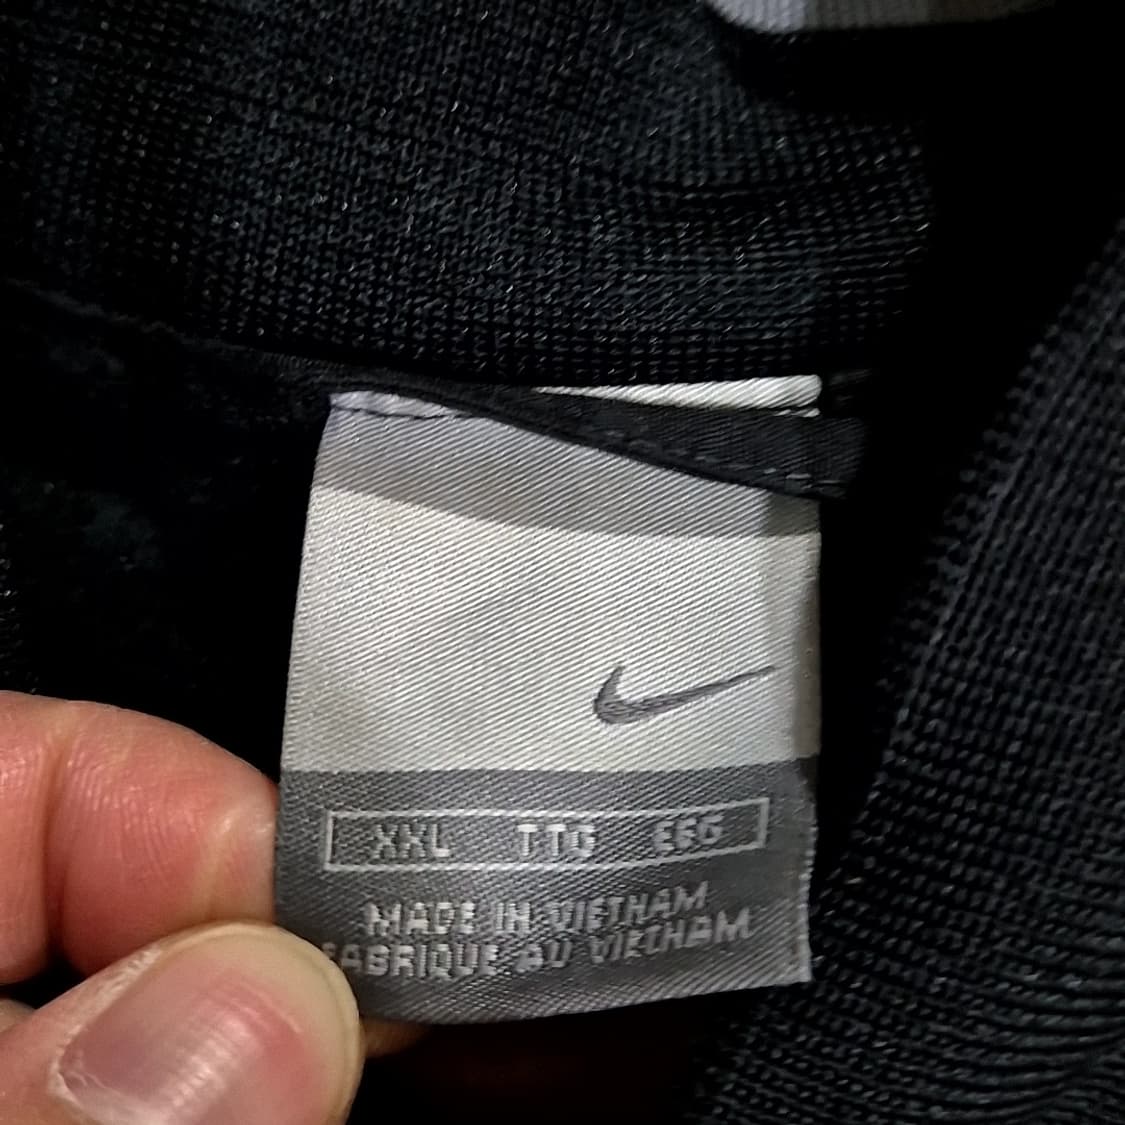 XXL TTG EEG
MADE IN VIETNAM
FABRIQUE AU VIETNAM